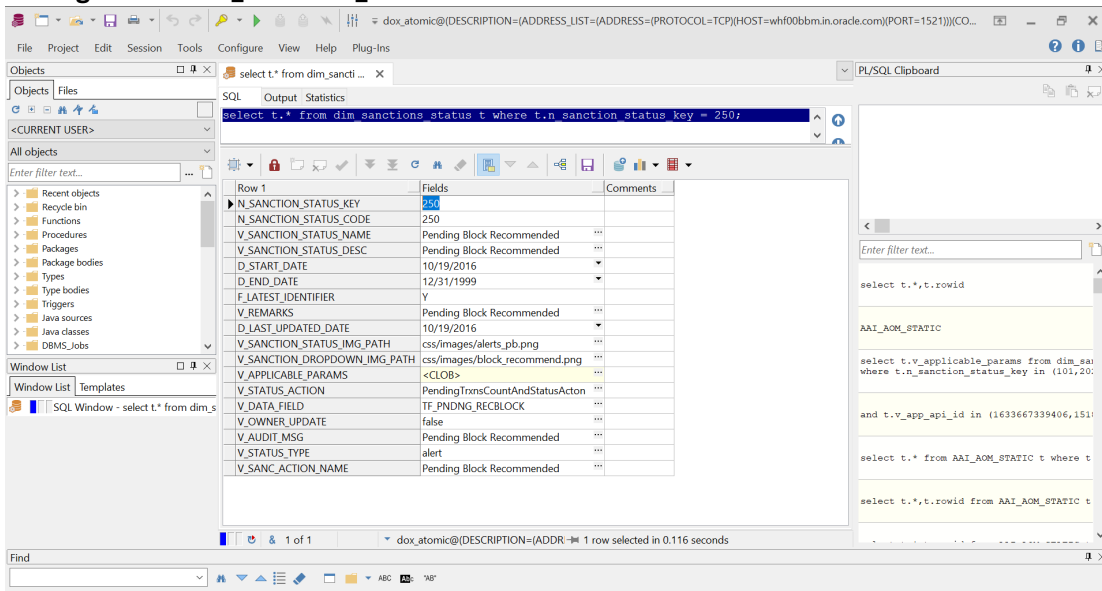 dox_atomic@(DESCRIPTION=(ADDRESS_LIST=(ADDRESS=(PROTOCOL=TCP)(HOST=whf00bbm.in.oracle.com)(PORT=1521)))(CO...
File Project Edit Session Tools Configure View Help Plug-Ins
Objects
Objects Files
<CURRENT USER>
All objects
Enter filter text...
Recent objects
Recycle bin
Functions
Procedures
Packages
Package bodies
Types
Type bodies
Triggers
Java sources
Java classes
DBMS_Jobs
Window List
Window List Templates
SQL Window - select t.* from dim_s
select t.* from dim_sancti ...
SQL Output Statistics
select t.* from dim_sanctions_status t where t.n_sanction_status_key = 250;
Row 1 Fields Comments
N_SANCTION_STATUS_KEY 250
N_SANCTION_STATUS_CODE 250
V_SANCTION_STATUS_NAME Pending Block Recommended
V_SANCTION_STATUS_DESC Pending Block Recommended
D_START_DATE 10/19/2016
D_END_DATE 12/31/1999
F_LATEST_IDENTIFIER Y
V_REMARKS Pending Block Recommended
D_LAST_UPDATED_DATE 10/19/2016
V_SANCTION_STATUS_IMG_PATH css/images/alerts_pb.png
V_SANCTION_DROPDOWN_IMG_PATH css/images/block_recommend.png
V_APPLICABLE_PARAMS <CLOB>
V_STATUS_ACTION PendingTrxnsCountAndStatusActon
V_DATA_FIELD TF_PNDNG_RECBLOCK
V_OWNER_UPDATE false
V_AUDIT_MSG Pending Block Recommended
V_STATUS_TYPE alert
V_SANC_ACTION_NAME Pending Block Recommended
& 1 of 1 dox_atomic@(DESCRIPTION=(ADDR 1 row selected in 0.116 seconds
PL/SQL Clipboard
Enter filter text...
select t.*,t.rowid
AAI_AOM_STATIC
select t.v_applicable_params from dim_sa
where t.n_sanction_status_key in (101,20
and t.v_app_api_id in (1633667339406,151
select t.* from AAI_AOM_STATIC t where t
select t.*,t.rowid from AAI_AOM_STATIC t
Find
ABC ABc "AB"